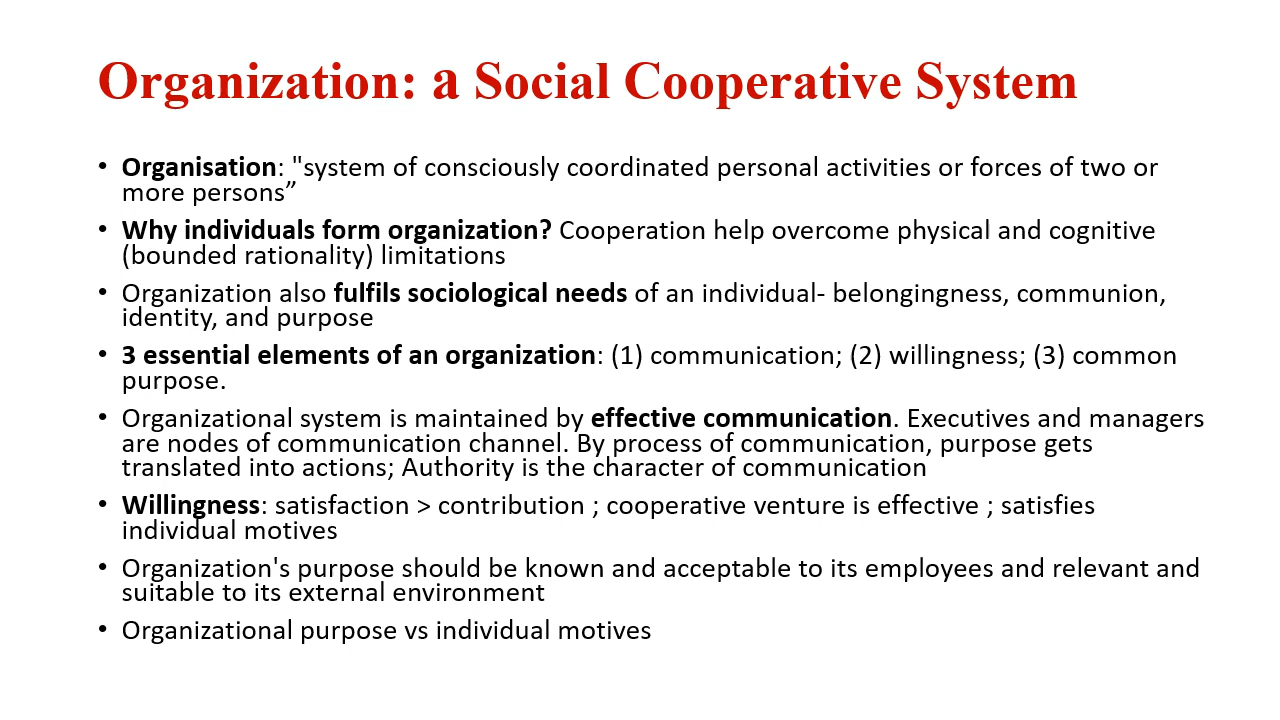 Organization: a Social Cooperative System
• Organisation: "system of consciously coordinated personal activities or forces of two or
more persons”
• Why individuals form organization? Cooperation help overcome physical and cognitive
(bounded rationality) limitations
• Organization also fulfils sociological needs of an individual- belongingness, communion,
identity, and purpose
• 3 essential elements of an organization: (1) communication; (2) willingness; (3) common
purpose.
• Organizational system is maintained by effective communication. Executives and managers
are nodes of communication channel. By process of communication, purpose gets
translated into actions; Authority is the character of communication
• Willingness: satisfaction > contribution ; cooperative venture is effective ; satisfies
individual motives
• Organization's purpose should be known and acceptable to its employees and relevant and
suitable to its external environment
• Organizational purpose vs individual motives